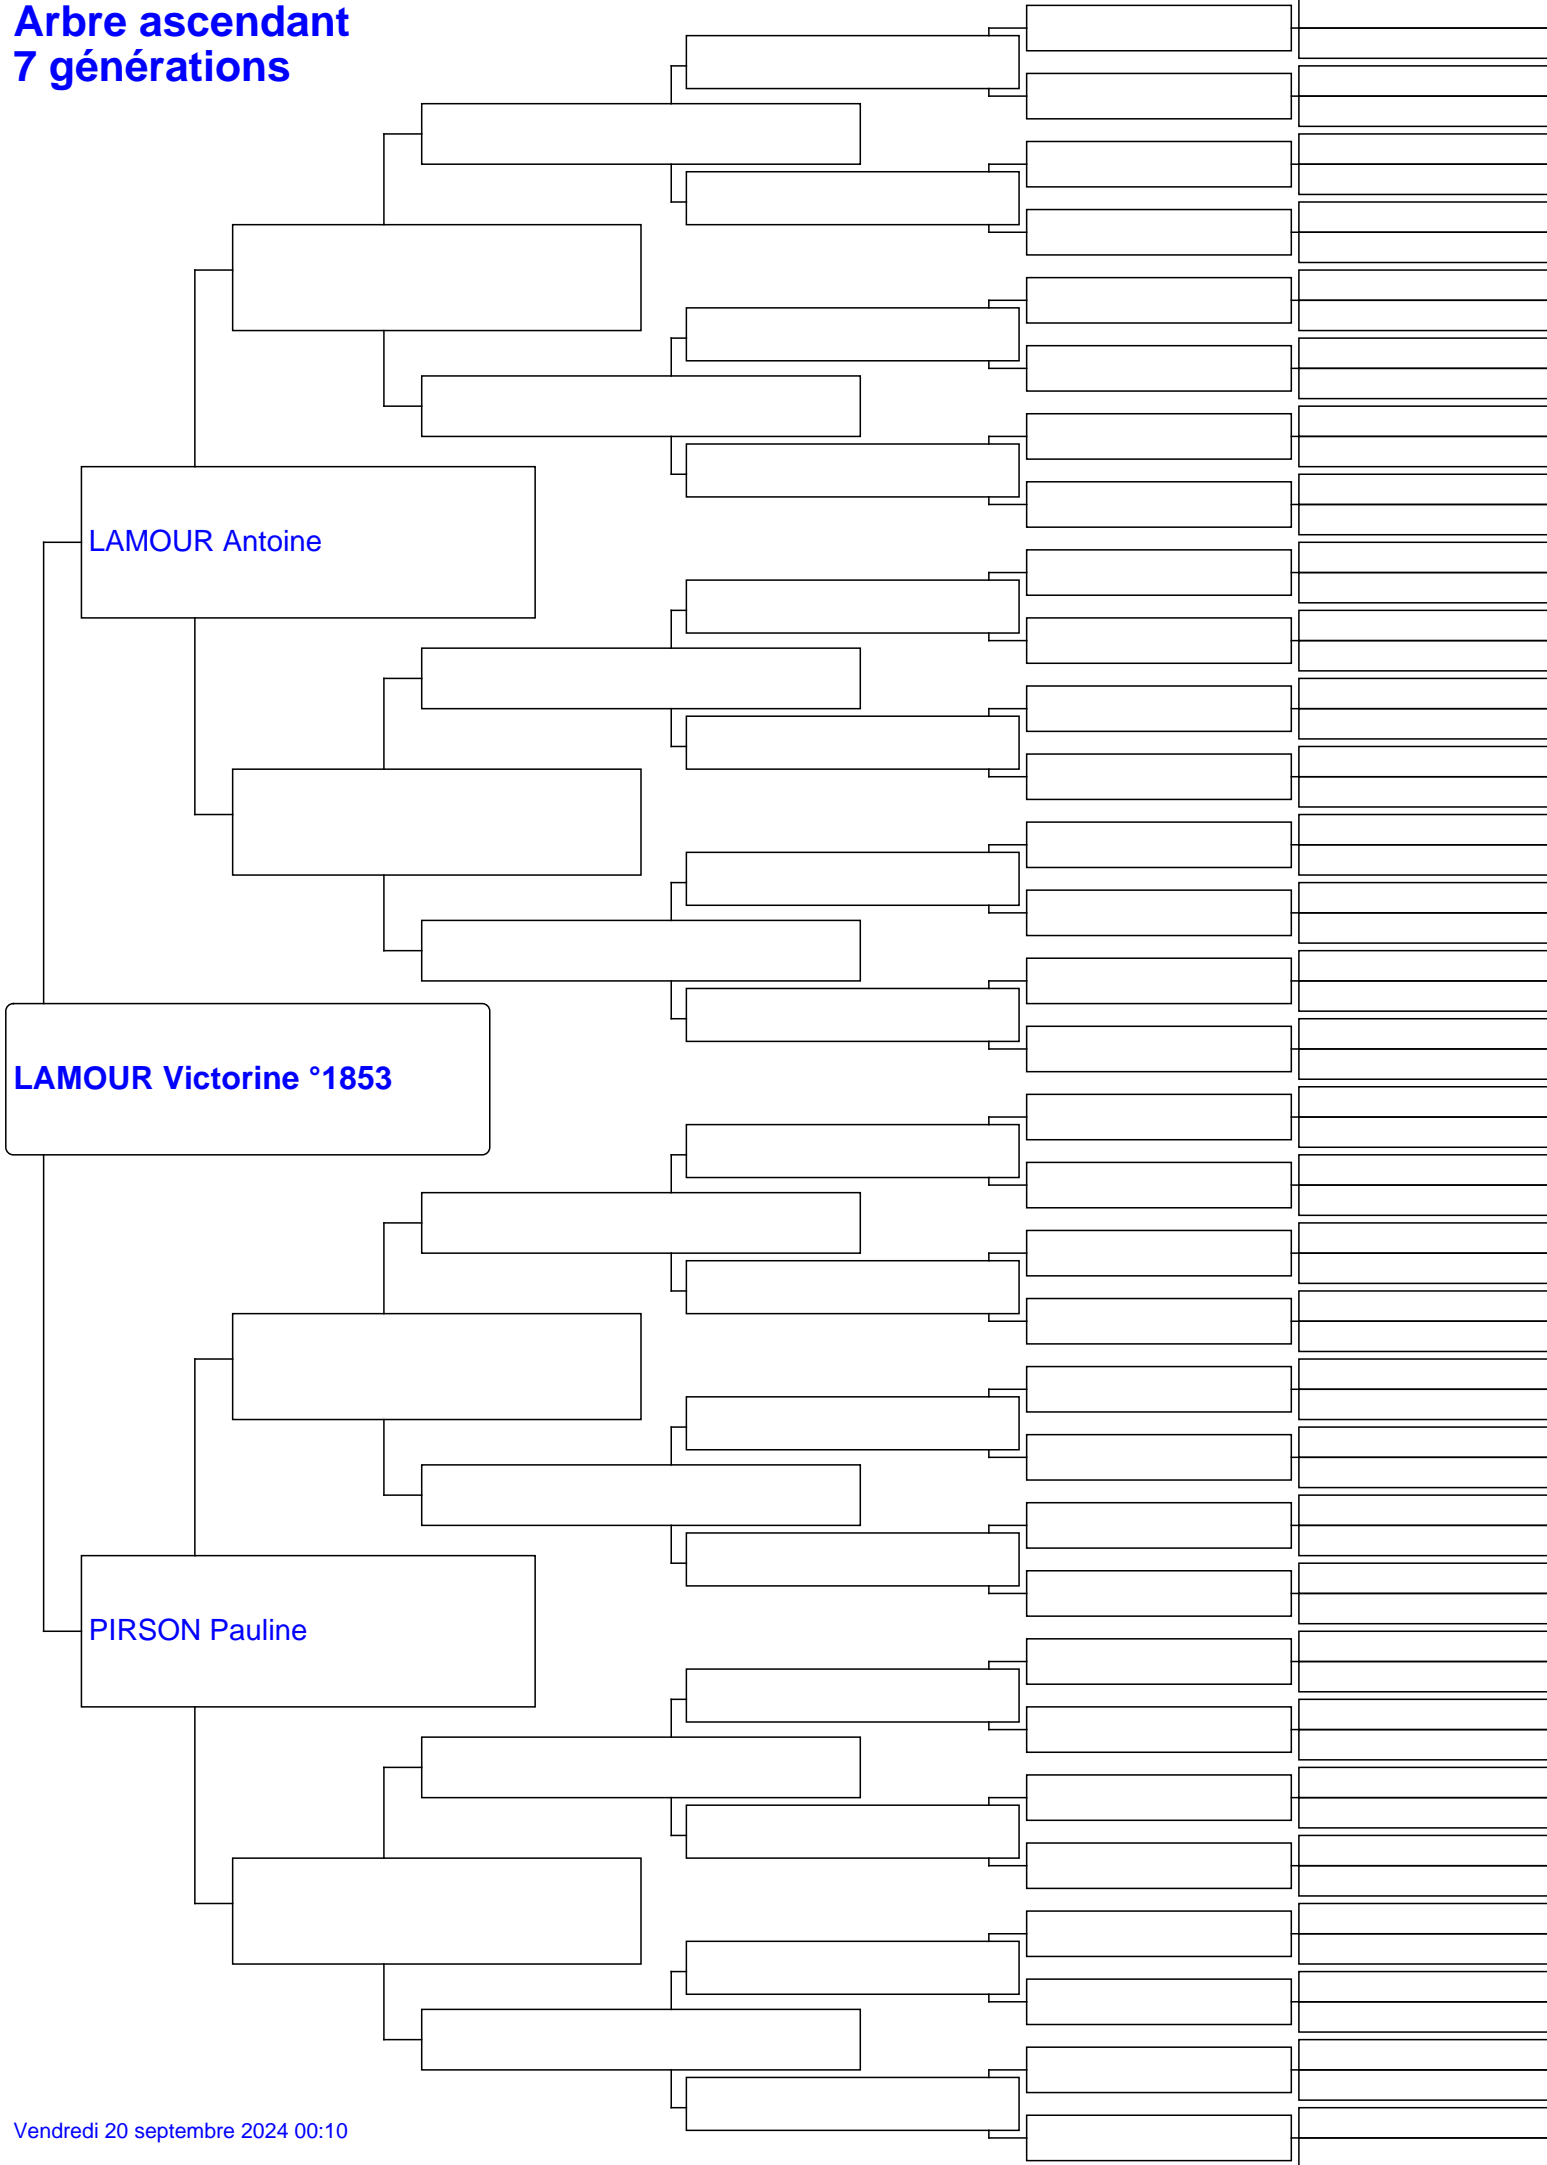 Arbre ascendant
7 générations
LAMOUR Antoine
LAMOUR Victorine °1853
PIRSON Pauline
Vendredi 20 septembre 2024 00:10